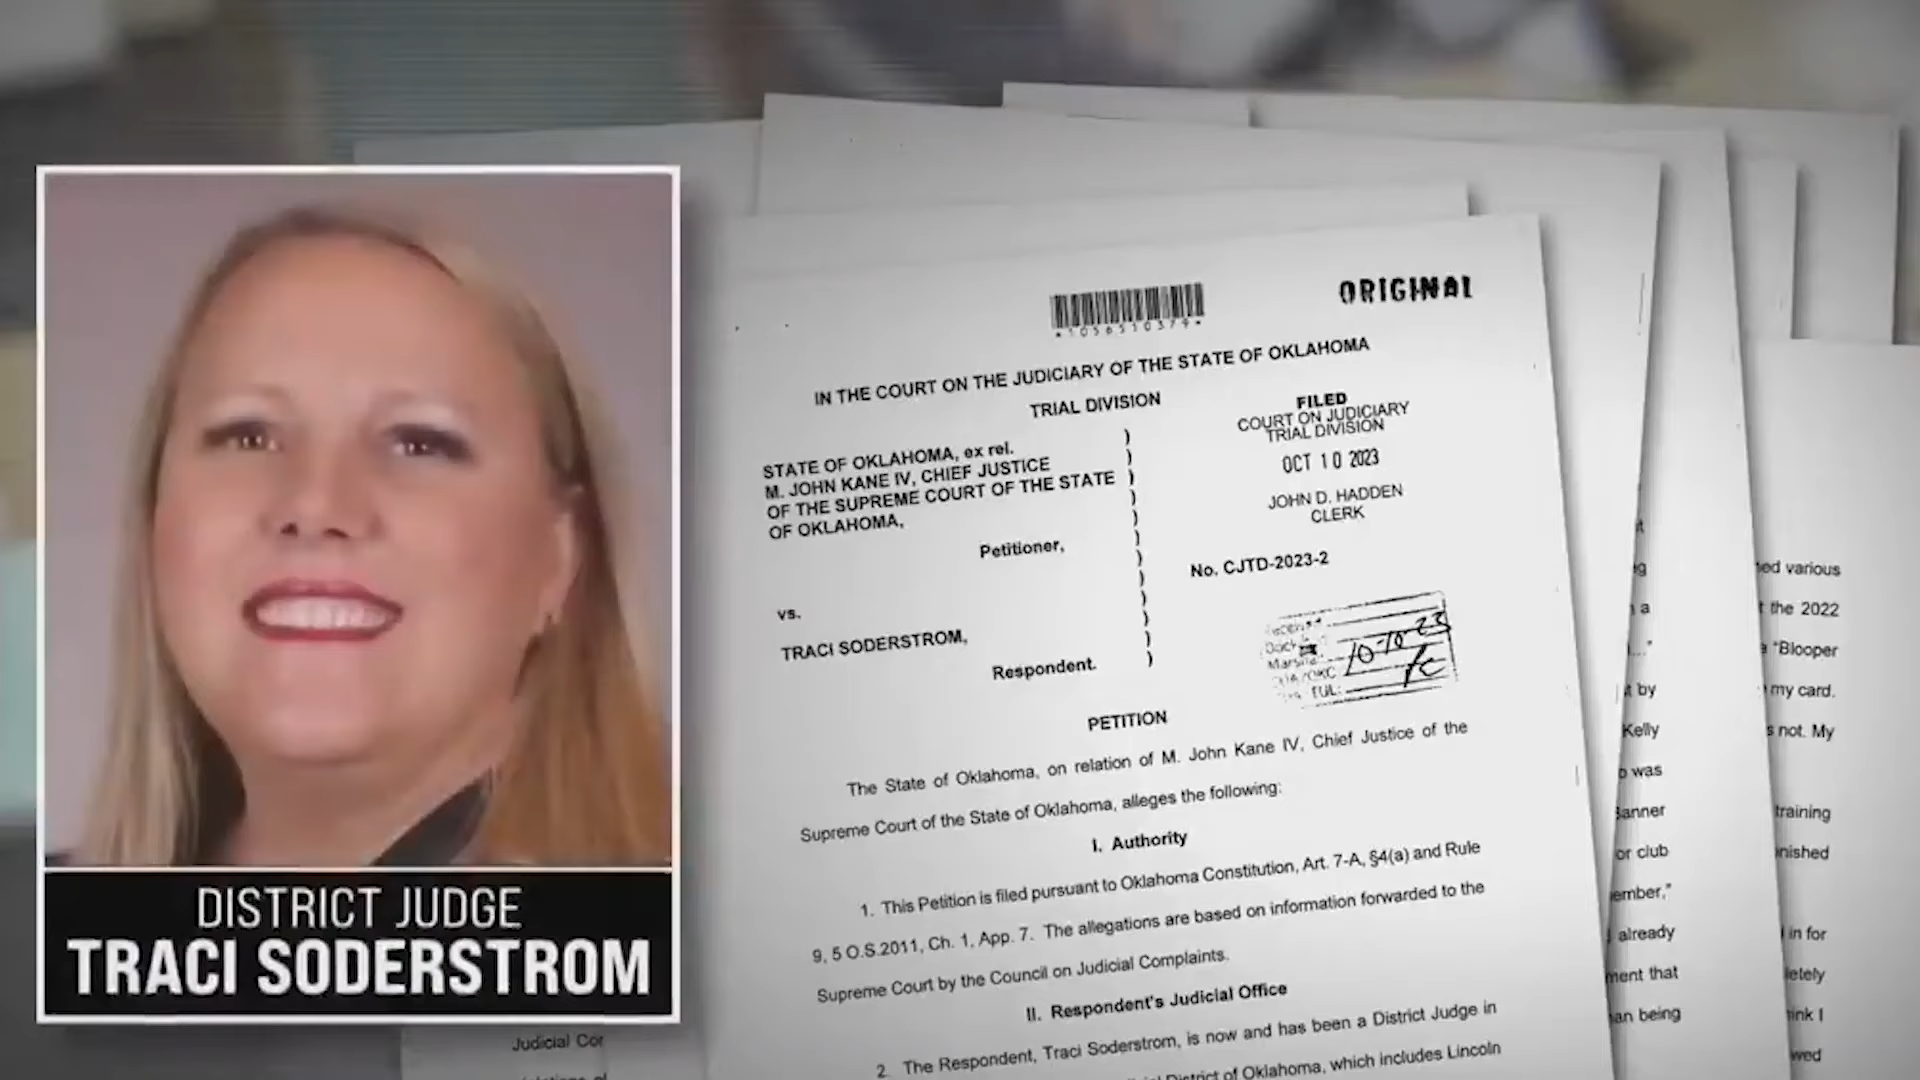 DISTRICT JUDGE
TRACI SODERSTROM
ORIGINAL
*1056510379*
IN THE COURT ON THE JUDICIARY OF THE STATE OF OKLAHOMA
TRIAL DIVISION
FILED
COURT ON JUDICIARY
TRIAL DIVISION
OCT 10 2023
JOHN D. HADDEN
CLERK
STATE OF OKLAHOMA, ex rel.
M. JOHN KANE IV, CHIEF JUSTICE
OF THE SUPREME COURT OF THE STATE
OF OKLAHOMA,
Petitioner,
vs.
TRACI SODERSTROM,
Respondent.
)
)
)
)
)
)
)
)
)
)
)
)
No. CJTD-2023-2
10-10-23
TUL:
PETITION
The State of Oklahoma, on relation of M. John Kane IV, Chief Justice of the
Supreme Court of the State of Oklahoma, alleges the following:
I. Authority
1. This Petition is filed pursuant to Oklahoma Constitution, Art. 7-A, §4(a) and Rule
9, 5 O.S.2011, Ch. 1, App. 7. The allegations are based on information forwarded to the
Supreme Court by the Council on Judicial Complaints.
II. Respondent's Judicial Office
2. The Respondent, Traci Soderstrom, is now and has been a District Judge in
District of Oklahoma, which includes Lincoln
Judicial Cor
a
..."
by
Kelly
was
or club
already
that
being
various
the 2022
"Blooper
my card.
not. My
training
in for
I